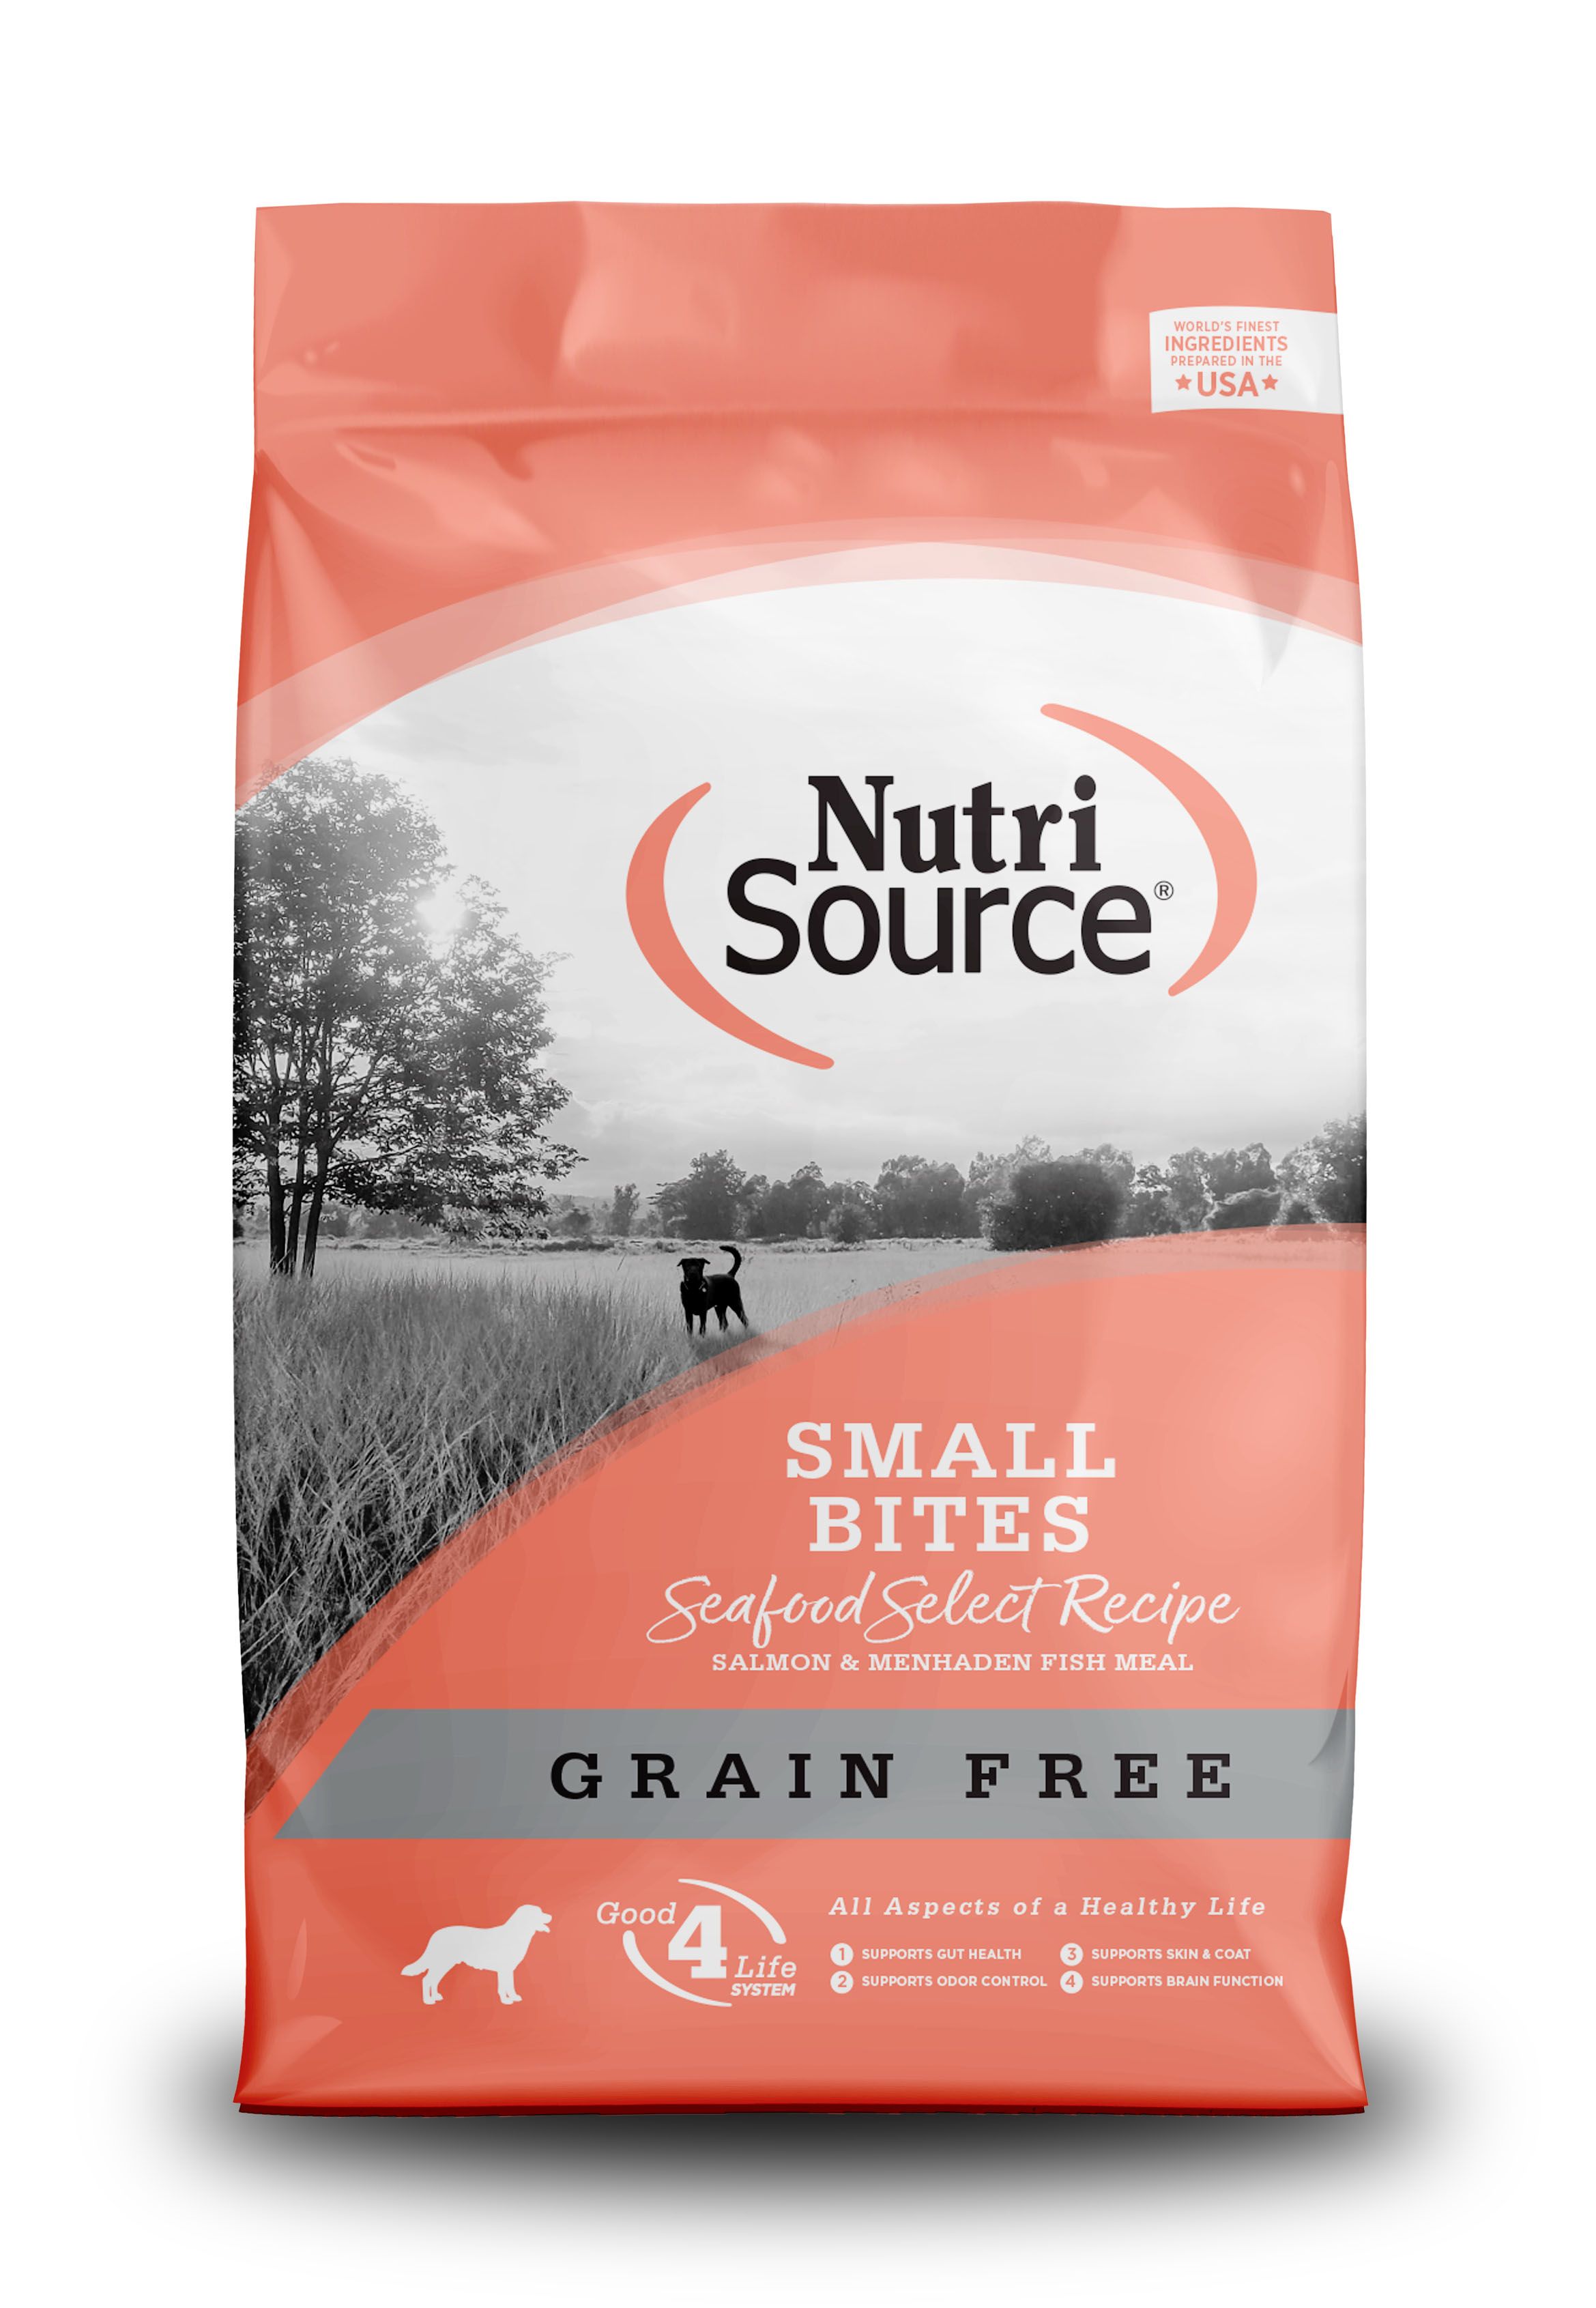 WORLD'S FINEST
INGREDIENTS
PREPARED IN THE
★USA★
Nutri
Source®
SMALL
BITES
Seafood Select Recipe
SALMON & MENHADEN FISH MEAL
GRAIN FREE
Good
4
Life
SYSTEM
All Aspects of a Healthy Life
1 SUPPORTS GUT HEALTH
2 SUPPORTS ODOR CONTROL
3 SUPPORTS SKIN & COAT
4 SUPPORTS BRAIN FUNCTION